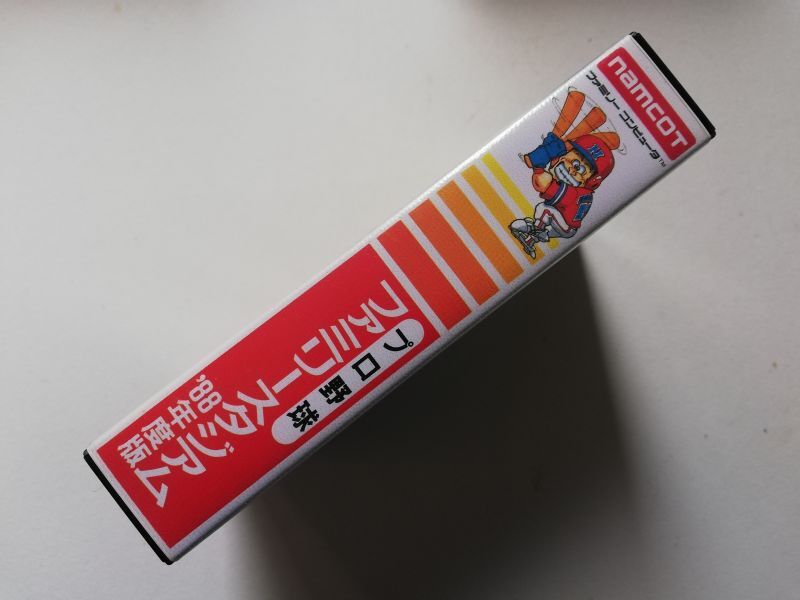 namcot
ファミリーコンピュータ™
プロ野球
ファミリースタジアム
'88年度版